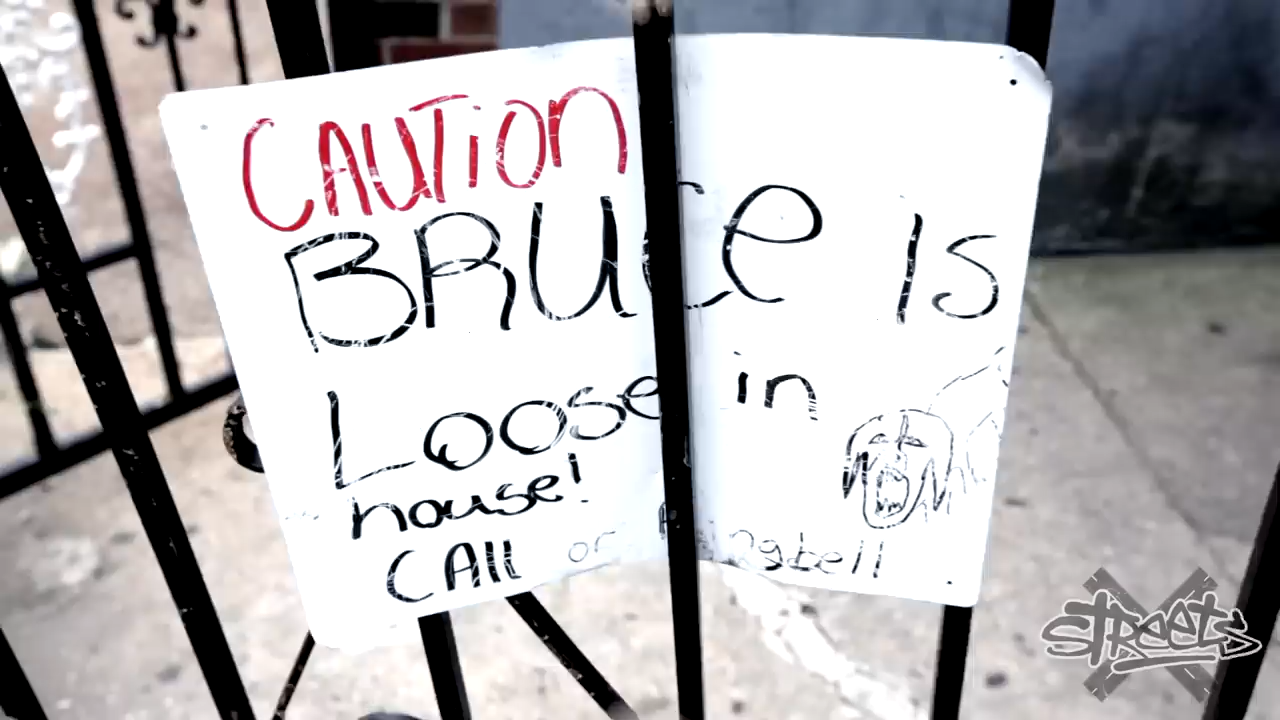 CAUTION
BRUCE Is
Loose in
house!
CAll or
STREETS